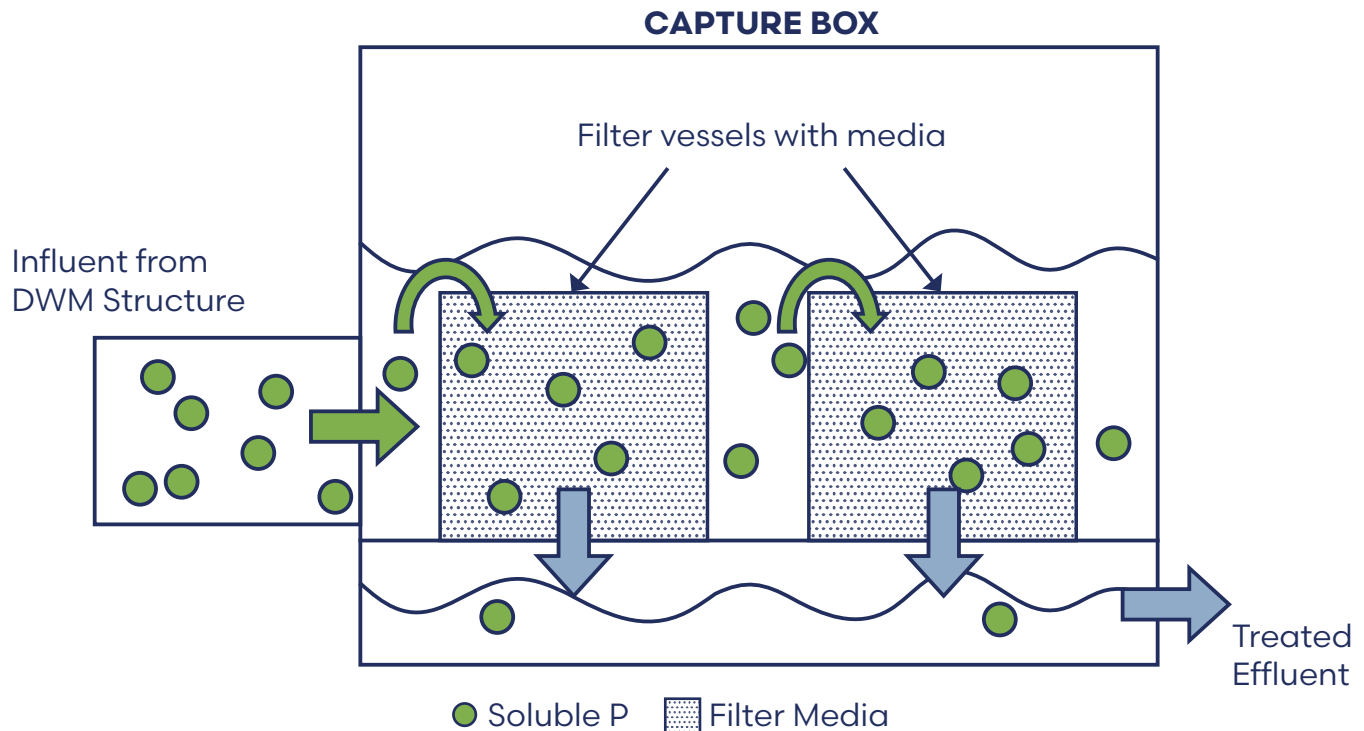 CAPTURE BOX
Filter vessels with media
Influent from
DWM Structure
Treated
Effluent
Soluble P
Filter Media